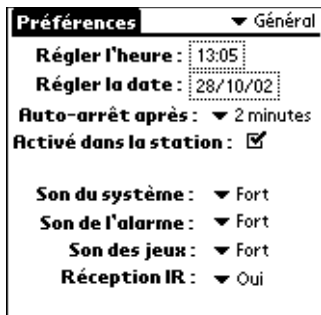 Préférences Général
Régler l'heure : 13:05
Régler la date : 28/10/02
Auto-arrêt après : 2 minutes
Activé dans la station :
Son du système : Fort
Son de l'alarme : Fort
Son des jeux : Fort
Réception IR : Oui